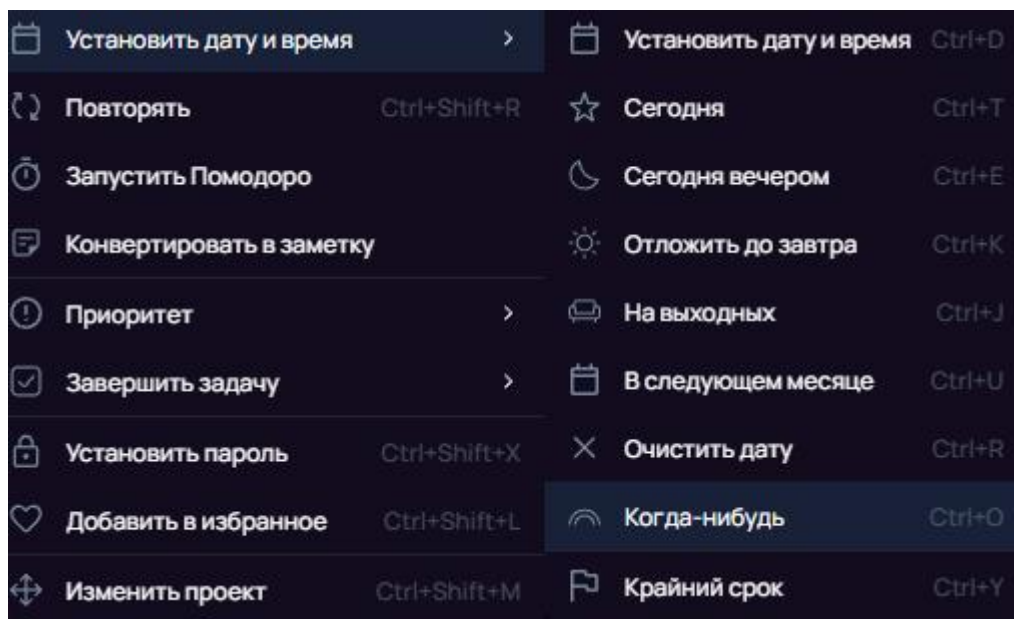 Установить дату и время
Повторять Ctrl+Shift+R
Запустить Помодоро
Конвертировать в заметку
Приоритет
Завершить задачу
Установить пароль Ctrl+Shift+X
Добавить в избранное Ctrl+Shift+L
Изменить проект Ctrl+Shift+M
Установить дату и время Ctrl+D
Сегодня Ctrl+T
Сегодня вечером Ctrl+E
Отложить до завтра Ctrl+K
На выходных Ctrl+J
В следующем месяце Ctrl+U
Очистить дату Ctrl+R
Когда-нибудь Ctrl+O
Крайний срок Ctrl+Y